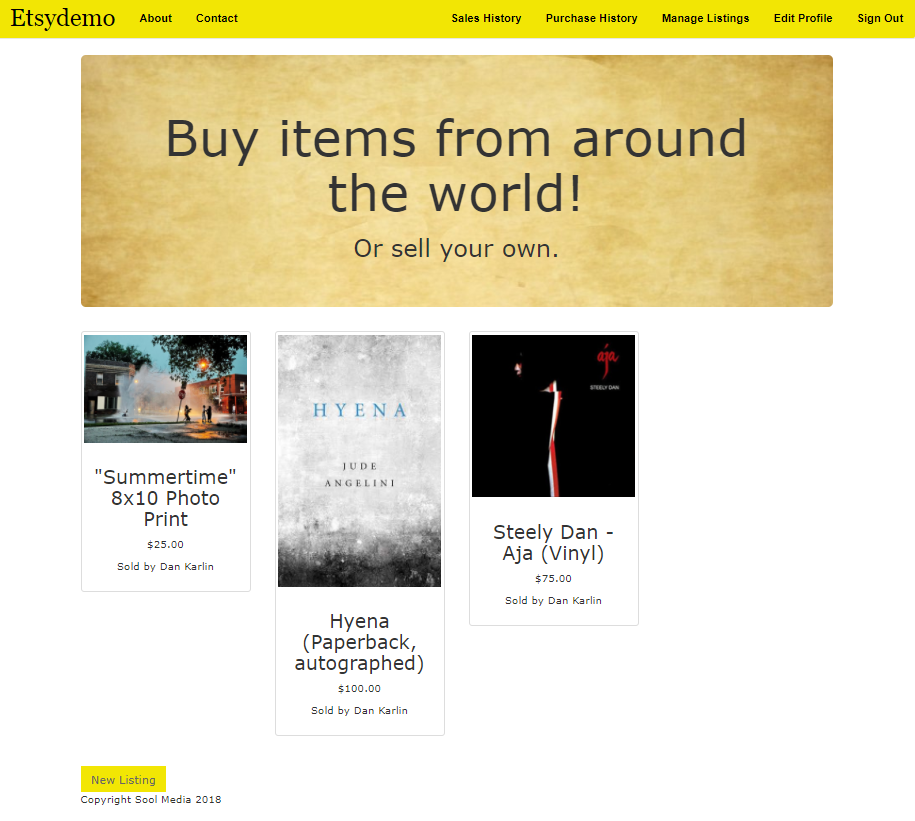 Etsydemo About Contact Sales History Purchase History Manage Listings Edit Profile Sign Out
Buy items from around
the world!
Or sell your own.
"Summertime"
8x10 Photo
Print
$25.00
Sold by Dan Karlin
HYENA
JUDE
ANGELINI
Hyena
(Paperback,
autographed)
$100.00
Sold by Dan Karlin
aja
STEELY DAN
Steely Dan -
Aja (Vinyl)
$75.00
Sold by Dan Karlin
New Listing
Copyright Sool Media 2018